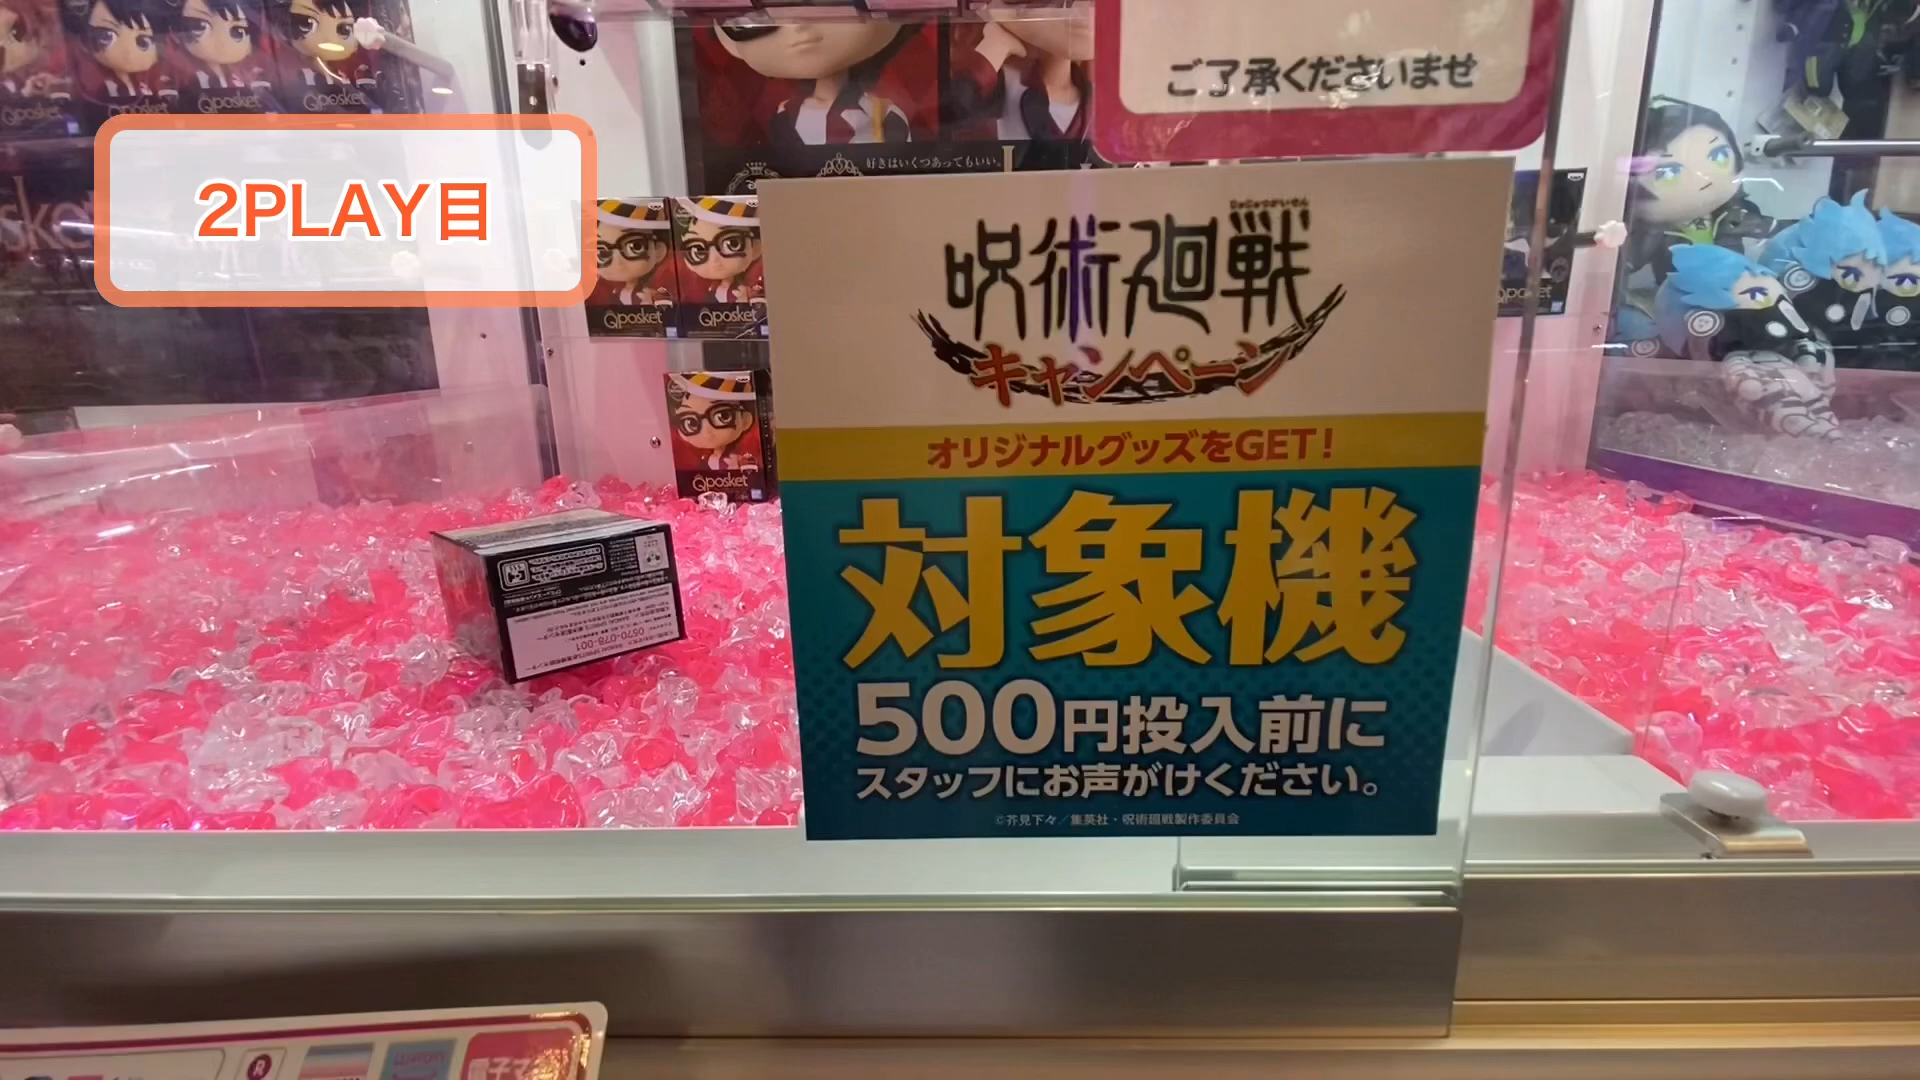 ご了承くださいませ
Qposket
Qposket
Qposket
2PLAY目
好きはいくつあってもいい。
Qposket
Qposket
Qposket
じゅじゅつかいせん
呪術廻戦
キャンペーン
オリジナルグッズをGET!
対象機
500円投入前に
スタッフにお声がけください。
©芥見下々/集英社・呪術廻戦製作委員会
0570-078-001